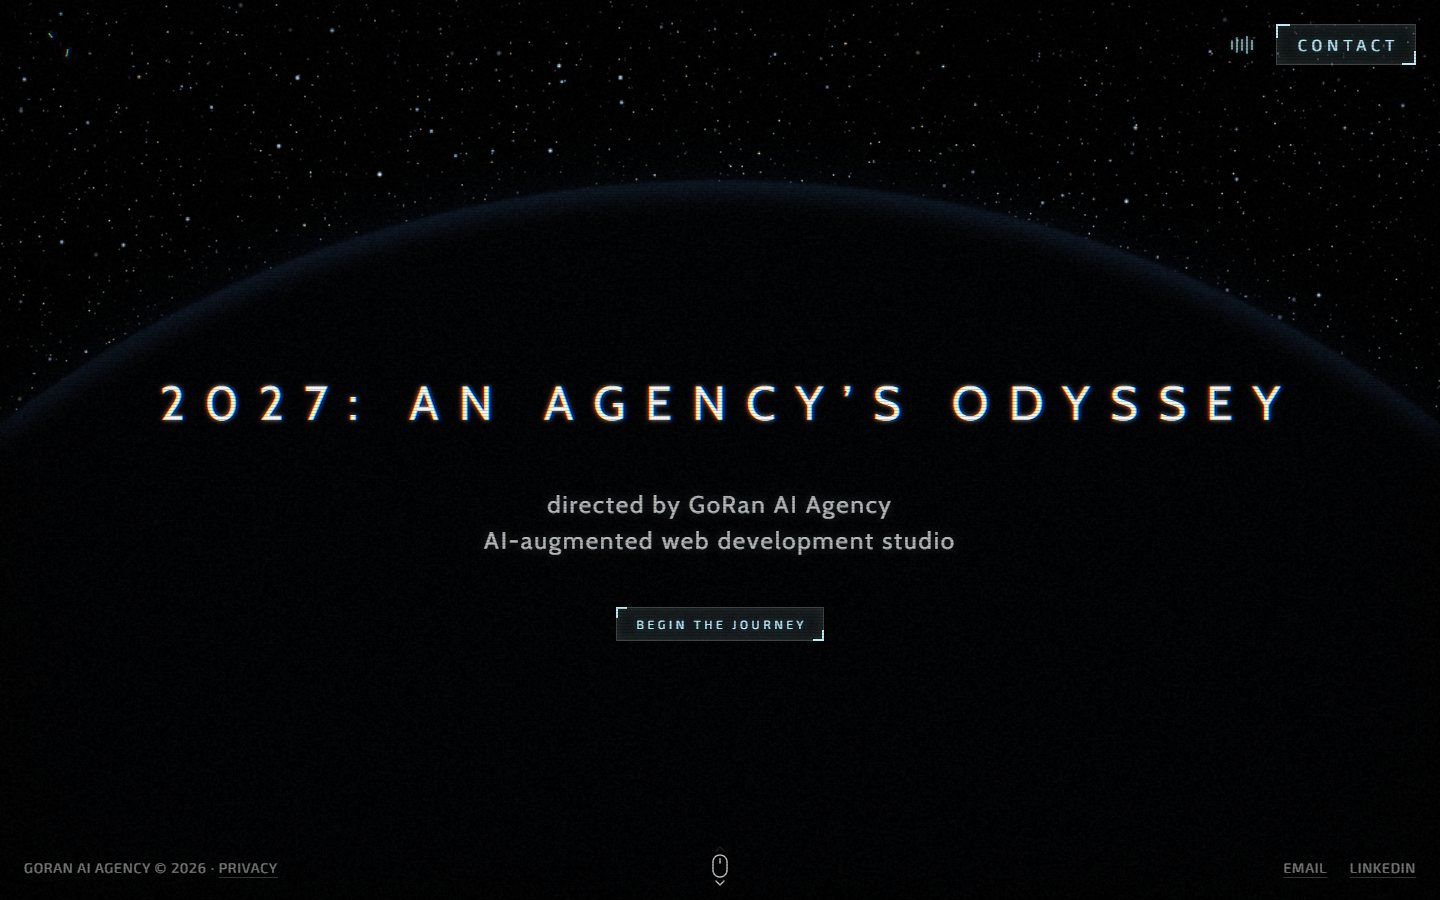 CONTACT
2027: AN AGENCY’S ODYSSEY
directed by GoRan AI Agency
AI-augmented web development studio
BEGIN THE JOURNEY
GORAN AI AGENCY © 2026 · PRIVACY
EMAIL LINKEDIN